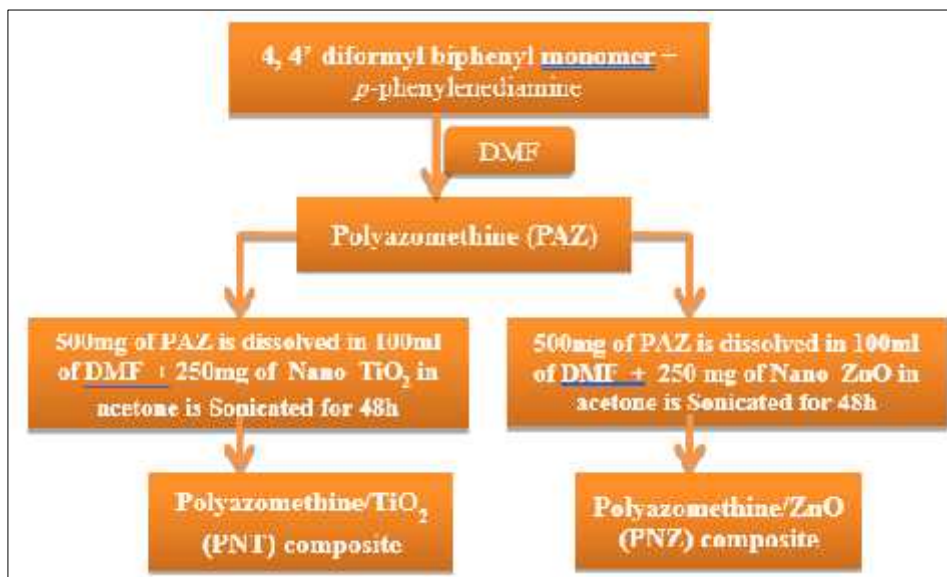 4, 4' diformyl biphenyl monomer –
p-phenylenediamine
DMF
Polyazomethine (PAZ)
500mg of PAZ is dissolved in 100ml
of DMF + 250mg of Nano TiO₂ in
acetone is Sonicated for 48h
500mg of PAZ is dissolved in 100ml
of DMF + 250 mg of Nano ZnO in
acetone is Sonicated for 48h
Polyazomethine/TiO₂
(PNT) composite
Polyazomethine/ZnO
(PNZ) composite